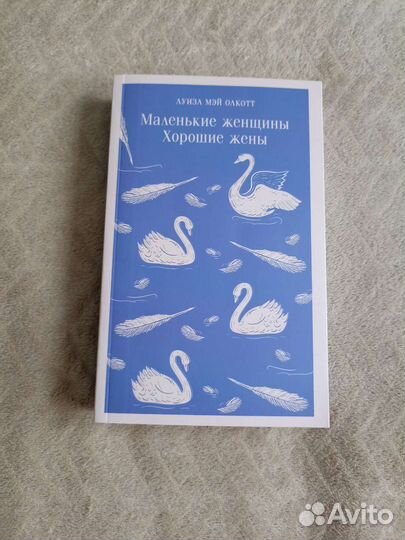 ЛУИЗА МЭЙ ОЛКОТТ
Маленькие женщины
Хорошие жены
Avito